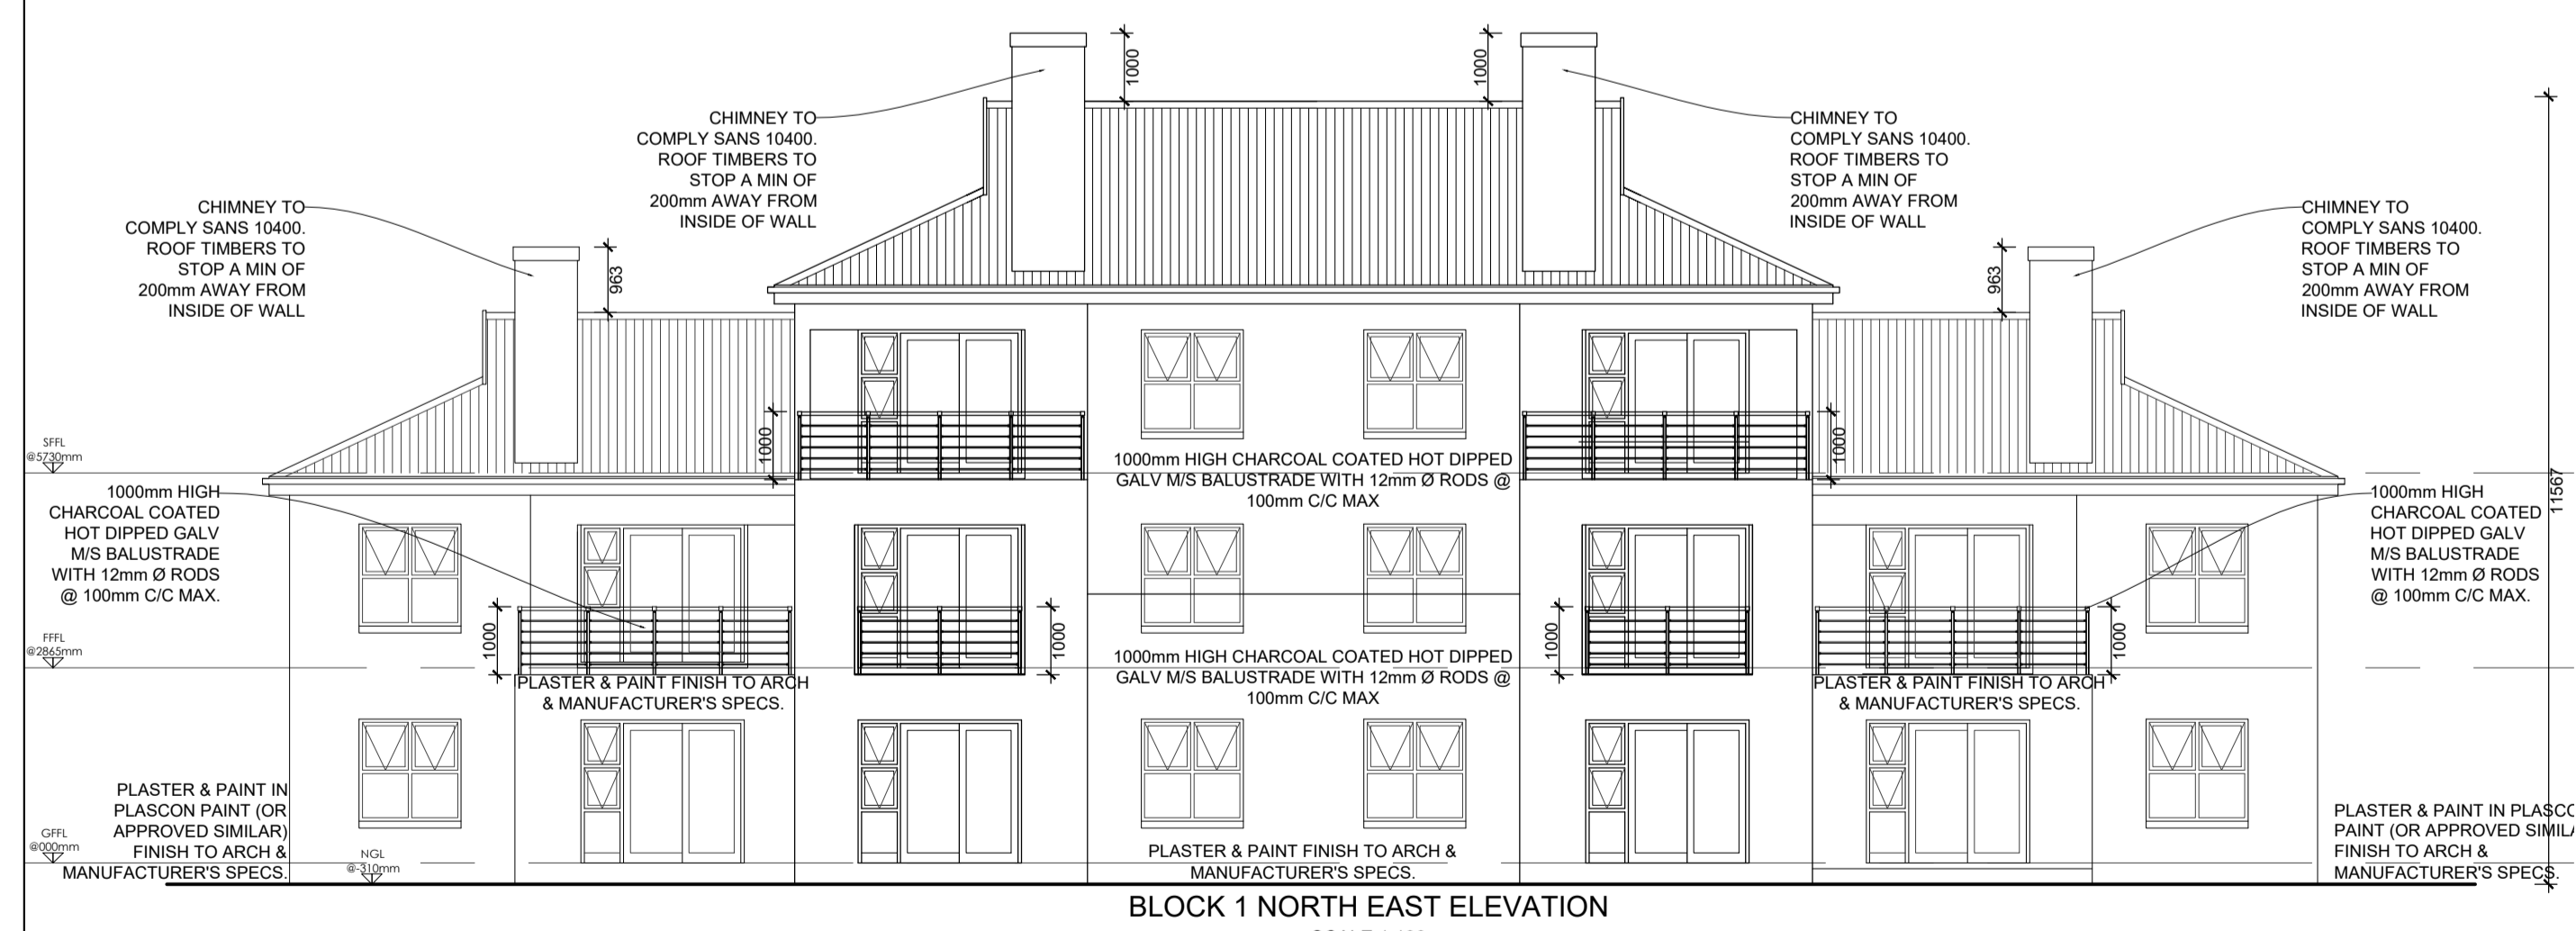 1000
1000
CHIMNEY TO
COMPLY SANS 10400.
ROOF TIMBERS TO
STOP A MIN OF
200mm AWAY FROM
INSIDE OF WALL
CHIMNEY TO
COMPLY SANS 10400.
ROOF TIMBERS TO
STOP A MIN OF
200mm AWAY FROM
INSIDE OF WALL
CHIMNEY TO
COMPLY SANS 10400.
ROOF TIMBERS TO
STOP A MIN OF
200mm AWAY FROM
INSIDE OF WALL
963
963
CHIMNEY TO
COMPLY SANS 10400.
ROOF TIMBERS TO
STOP A MIN OF
200mm AWAY FROM
INSIDE OF WALL
SFFL
@5730mm
1000
1000MM HIGH CHARCOAL COATED HOT DIPPED
GALV M/S BALUSTRADE WITH 12mm Ø RODS @
100mm C/C MAX
1000
11567
1000mm HIGH
CHARCOAL COATED
HOT DIPPED GALV
M/S BALUSTRADE
WITH 12mm Ø RODS
@ 100mm C/C MAX.
1000mm HIGH
CHARCOAL COATED
HOT DIPPED GALV
M/S BALUSTRADE
WITH 12mm Ø RODS
@ 100mm C/C MAX.
FFFL
@2865mm
1000
1000
1000mm HIGH CHARCOAL COATED HOT DIPPED
GALV M/S BALUSTRADE WITH 12mm Ø RODS @
100mm C/C MAX
1000
1000
PLASTER & PAINT FINISH TO ARCH
& MANUFACTURER'S SPECS.
PLASTER & PAINT FINISH TO ARCH
& MANUFACTURER'S SPECS.
PLASTER & PAINT IN
PLASCON PAINT (OR
APPROVED SIMILAR)
FINISH TO ARCH &
MANUFACTURER'S SPECS.
GFFL
@000mm
NGL
@-310mm
PLASTER & PAINT FINISH TO ARCH &
MANUFACTURER'S SPECS.
PLASTER & PAINT IN PLASCO
PAINT (OR APPROVED SIMILA
FINISH TO ARCH &
MANUFACTURER'S SPECS.
BLOCK 1 NORTH EAST ELEVATION